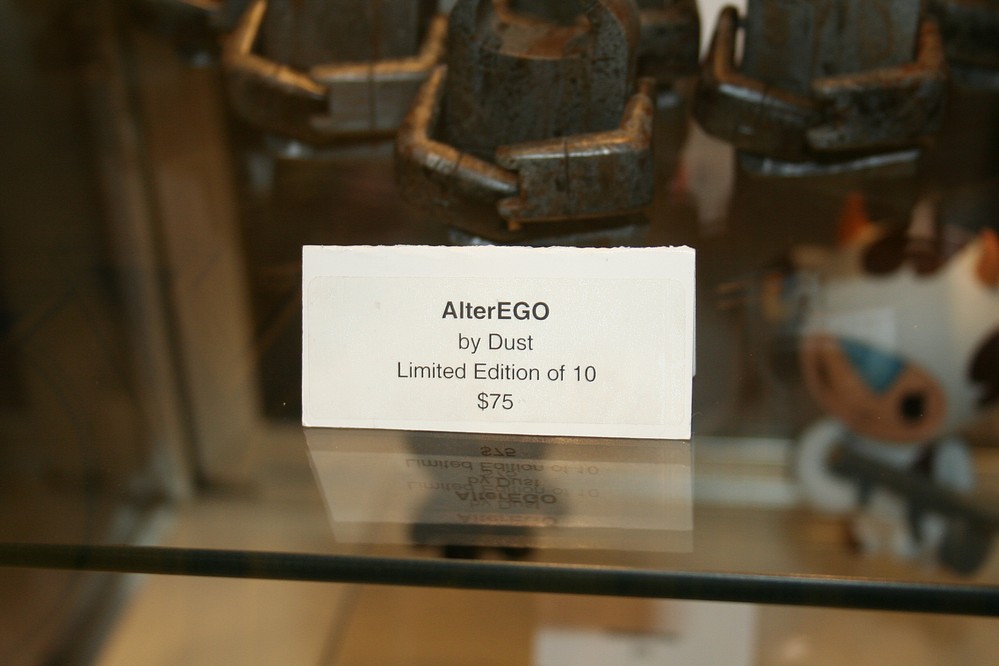 AlterEGO
by Dust
Limited Edition of 10
$75